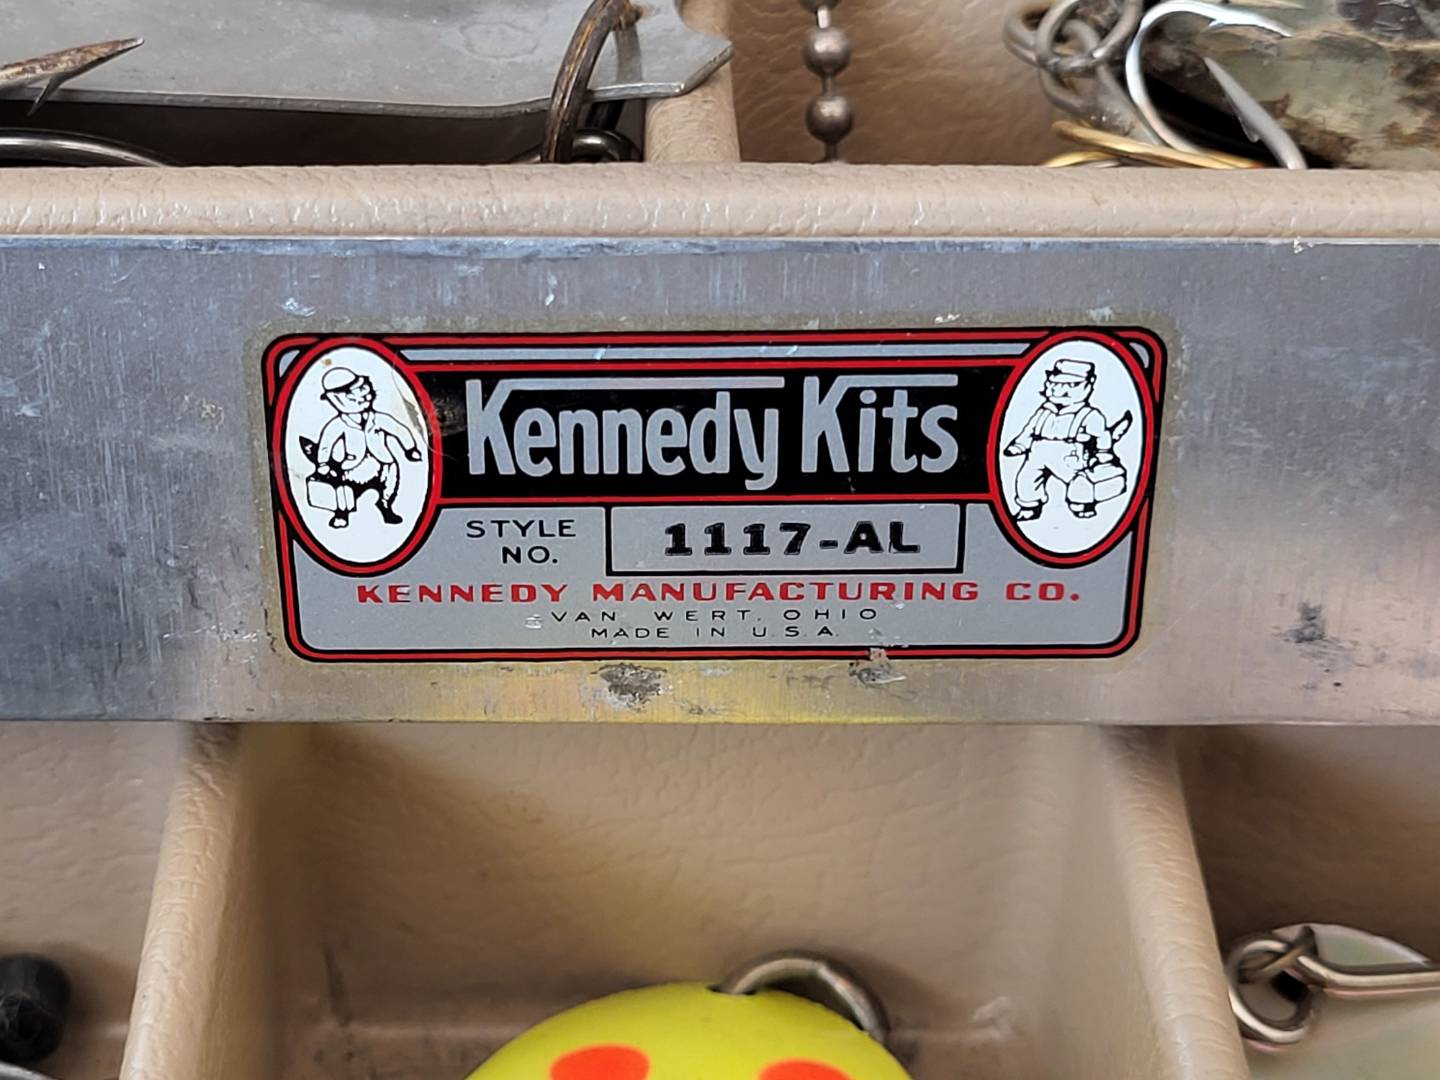 Kennedy Kits
STYLE NO. 1117-AL
KENNEDY MANUFACTURING CO.
VAN WERT, OHIO
MADE IN U.S.A.